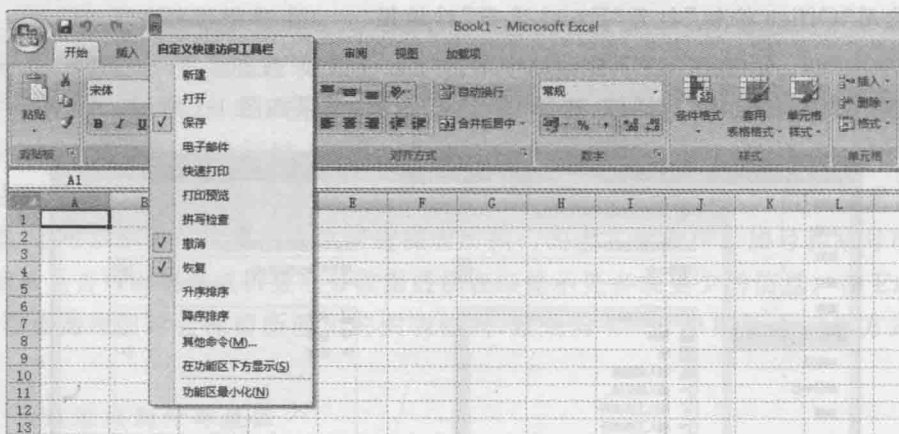 Book1 - Microsoft Excel
开始 插入 审阅 视图 加载项
自定义快速访问工具栏
新建
打开
保存
电子邮件
快速打印
打印预览
拼写检查
撤消
恢复
升序排序
降序排序
其他命令(M)...
在功能区下方显示(S)
功能区最小化(N)
粘贴
宋体
B I U
剪贴板
自动换行
合并后居中
对齐方式
常规
% ,
数字
条件格式 套用 单元格
表格格式 样式
样式
插入
删除
格式
单元格
A1
A B E F G H I J K L
1
2
3
4
5
6
7
8
9
10
11
12
13